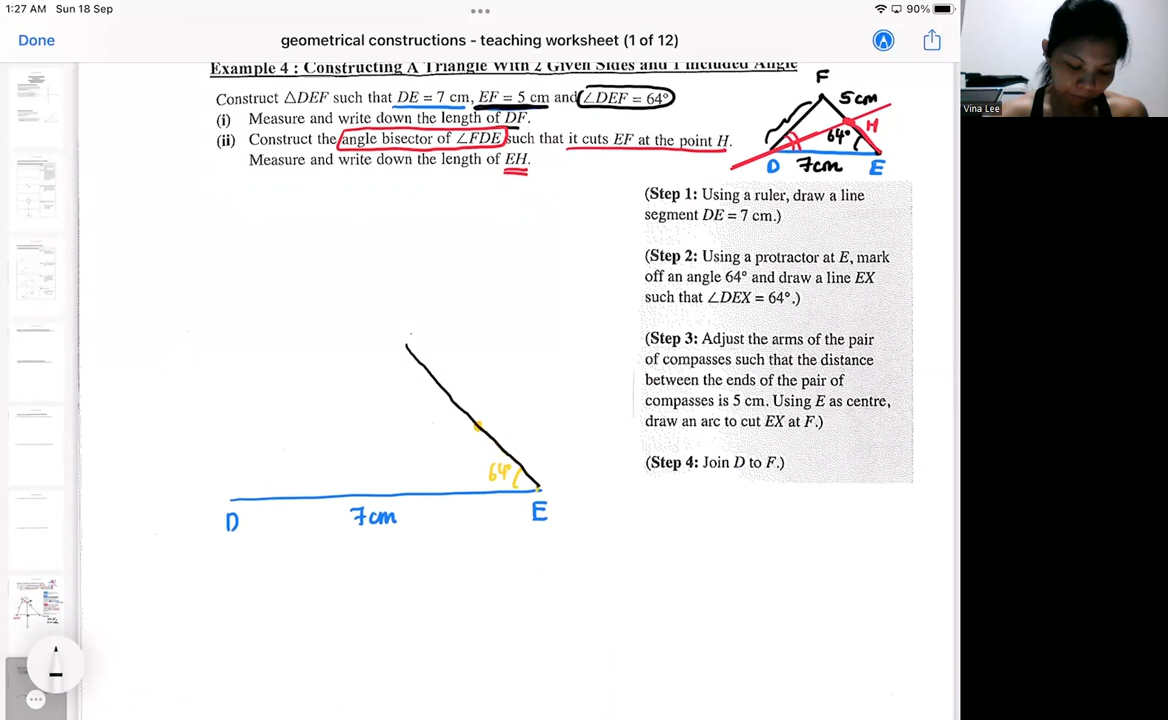 1:27 AM Sun 18 Sep
90%
Done
geometrical constructions - teaching worksheet (1 of 12)
Example 4 : Constructing A Triangle With 2 Given Sides and 1 Included Angle
Construct △DEF such that DE = 7 cm, EF = 5 cm and ∠DEF = 64°
(i) Measure and write down the length of DF.
(ii) Construct the angle bisector of ∠FDE such that it cuts EF at the point H.
Measure and write down the length of EH.
F
5cm
H
64°
D 7cm E
Vina Lee
(Step 1: Using a ruler, draw a line
segment DE = 7 cm.)
(Step 2: Using a protractor at E, mark
off an angle 64° and draw a line EX
such that ∠DEX = 64°.)
(Step 3: Adjust the arms of the pair
of compasses such that the distance
between the ends of the pair of
compasses is 5 cm. Using E as centre,
draw an arc to cut EX at F.)
(Step 4: Join D to F.)
64°
D 7cm E